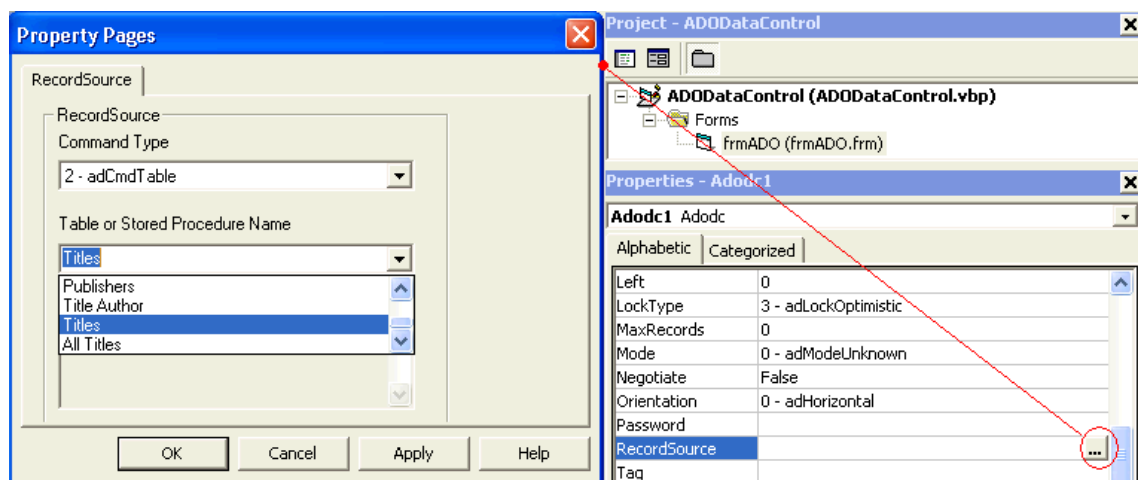 Property Pages
RecordSource
RecordSource
Command Type
2 - adCmdTable
Table or Stored Procedure Name
Titles
Publishers
Title Author
Titles
All Titles
OK Cancel Apply Help
Project - ADODataControl
ADODataControl (ADODataControl.vbp)
Forms
frmADO (frmADO.frm)
Properties - Adodc1
Adodc1 Adodc
Alphabetic Categorized
Left 0
LockType 3 - adLockOptimistic
MaxRecords 0
Mode 0 - adModeUnknown
Negotiate False
Orientation 0 - adHorizontal
Password
RecordSource ...
Tag